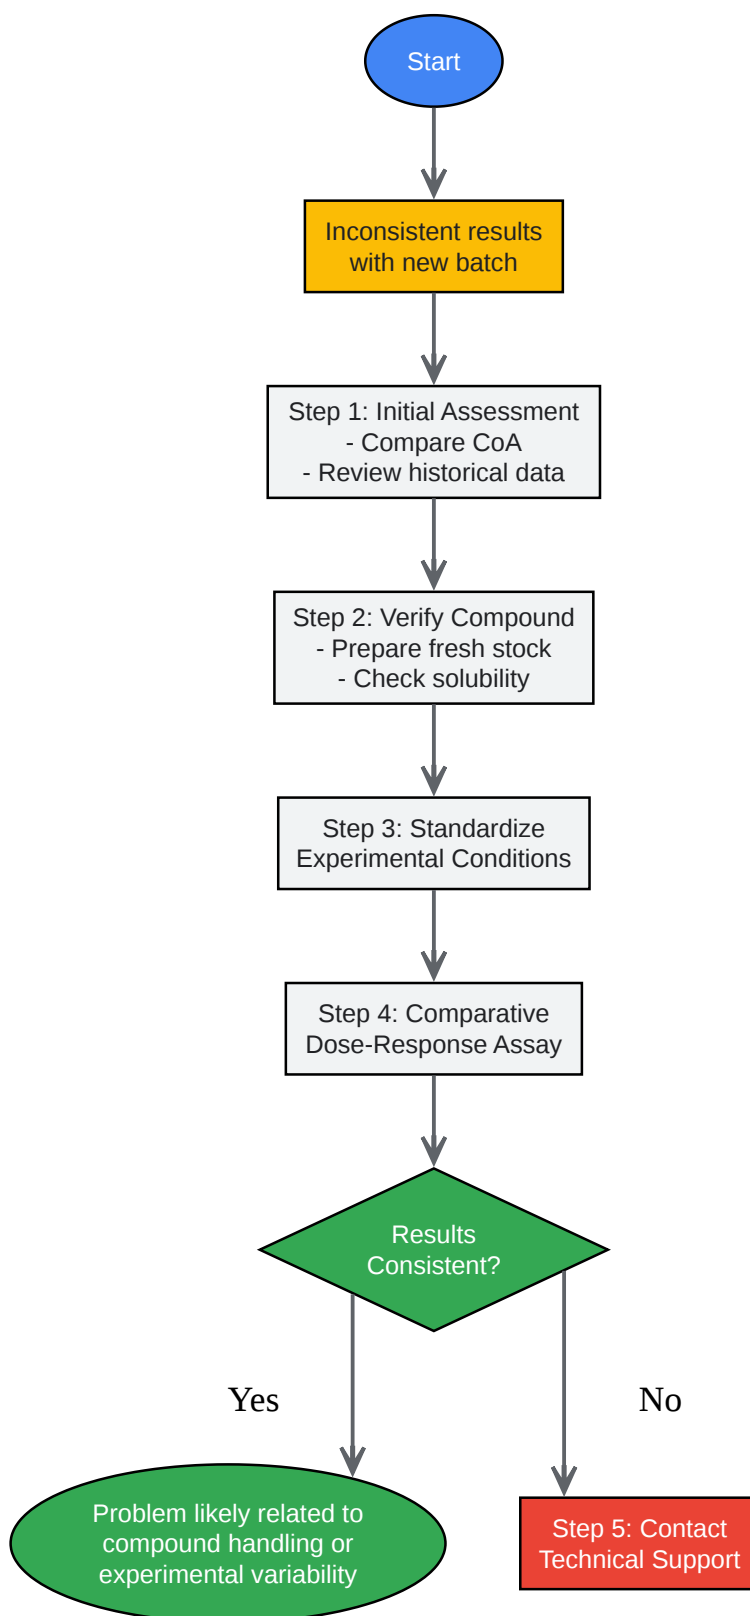 Start
Inconsistent results
with new batch
Step 1: Initial Assessment
- Compare CoA
- Review historical data
Step 2: Verify Compound
- Prepare fresh stock
- Check solubility
Step 3: Standardize
Experimental Conditions
Step 4: Comparative
Dose-Response Assay
Results
Consistent?
Yes
No
Problem likely related to
compound handling or
experimental variability
Step 5: Contact
Technical Support